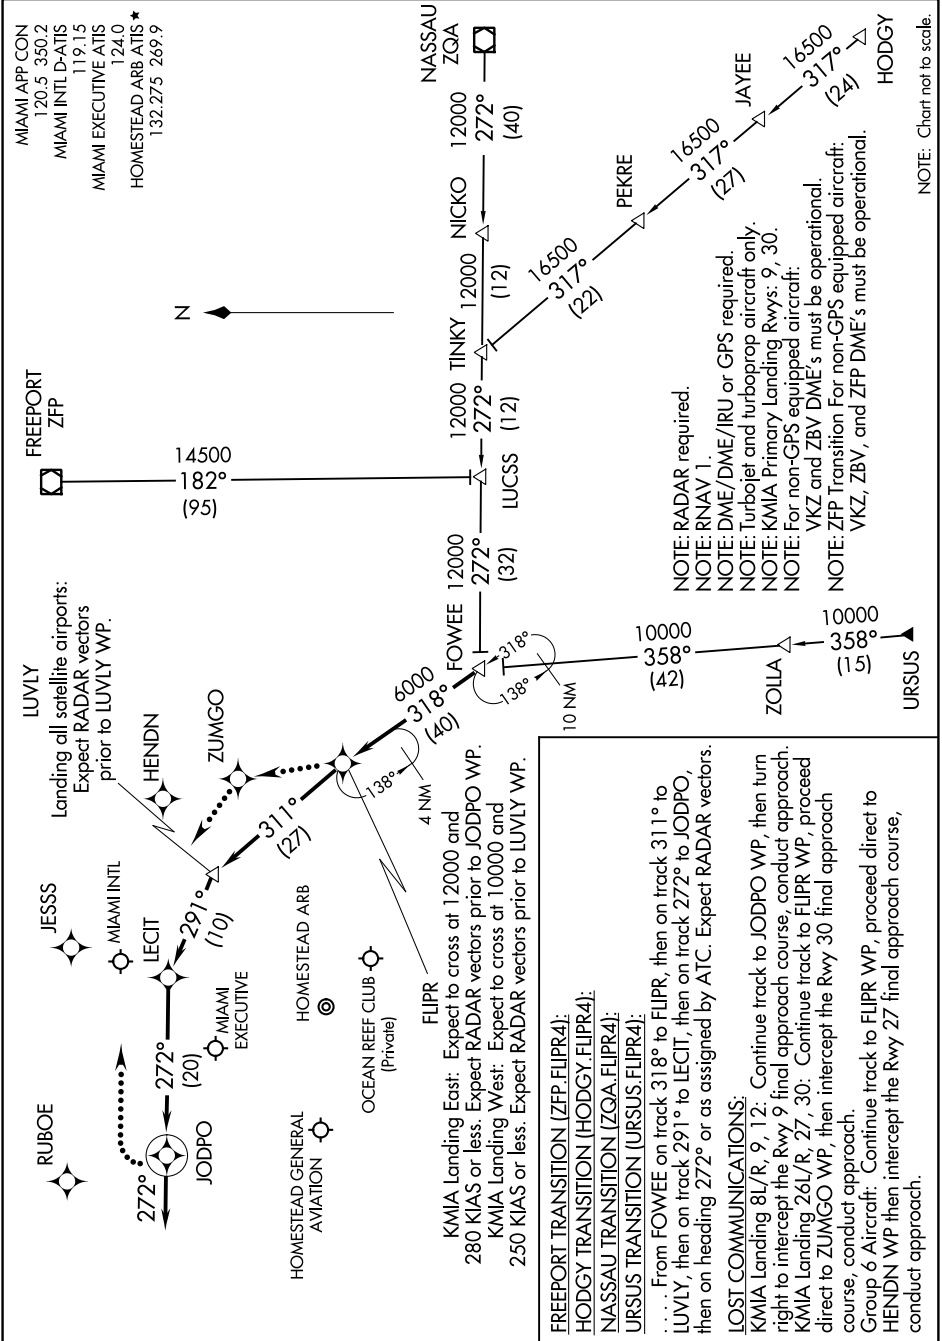 MIAMI APP CON
120.5 350.2
MIAMI INTL D-ATIS
119.15
MIAMI EXECUTIVE ATIS
124.0
HOMESTEAD ARB ATIS ★
132.275 269.9
NASSAU
ZQA
12000
272°
(40)
NICKO
12000
(12)
TINKY
12000
272°
(12)
LUCSS
12000
272°
(32)
FOWEE
HODGY
16500
317°
(24)
JAYEE
16500
317°
(27)
PEKRE
16500
317°
(22)
N
FREEPORT
ZFP
14500
182°
(95)
LUVLY
Landing all satellite airports:
Expect RADAR vectors
prior to LUVLY WP.
HENDN
ZUMGO
JESSS
MIAMI INTL
LECIT
RUBOE
JODPO
272°
272°
(20)
291°
(10)
311°
(27)
6000
318°
(40)
138°
4 NM
318°
138°
10 NM
10000
358°
(42)
ZOLLA
10000
358°
(15)
URSUS
MIAMI
EXECUTIVE
HOMESTEAD ARB
OCEAN REEF CLUB
(Private)
HOMESTEAD GENERAL
AVIATION
FLIPR
KMIA Landing East: Expect to cross at 12000 and
280 KIAS or less. Expect RADAR vectors prior to JODPO WP.
KMIA Landing West: Expect to cross at 10000 and
250 KIAS or less. Expect RADAR vectors prior to LUVLY WP.
NOTE: RADAR required.
NOTE: RNAV 1.
NOTE: DME/DME/IRU or GPS required.
NOTE: Turbojet and turboprop aircraft only.
NOTE: KMIA Primary Landing Rwys: 9, 30.
NOTE: For non-GPS equipped aircraft:
VKZ and ZBV DME's must be operational.
NOTE: ZFP Transition For non-GPS equipped aircraft:
VKZ, ZBV, and ZFP DME's must be operational.
NOTE: Chart not to scale.
FREEPORT TRANSITION (ZFP.FLIPR4):
HODGY TRANSITION (HODGY.FLIPR4):
NASSAU TRANSITION (ZQA.FLIPR4):
URSUS TRANSITION (URSUS.FLIPR4):
. . . . From FOWEE on track 318° to FLIPR, then on track 311° to
LUVLY, then on track 291° to LECIT, then on track 272° to JODPO,
then on heading 272° or as assigned by ATC. Expect RADAR vectors.
LOST COMMUNICATIONS:
KMIA Landing 8L/R, 9, 12: Continue track to JODPO WP, then turn
right to intercept the Rwy 9 final approach course, conduct approach.
KMIA Landing 26L/R, 27, 30: Continue track to FLIPR WP, proceed
direct to ZUMGO WP, then intercept the Rwy 30 final approach
course, conduct approach.
Group 6 Aircraft: Continue track to FLIPR WP, proceed direct to
HENDN WP then intercept the Rwy 27 final approach course,
conduct approach.